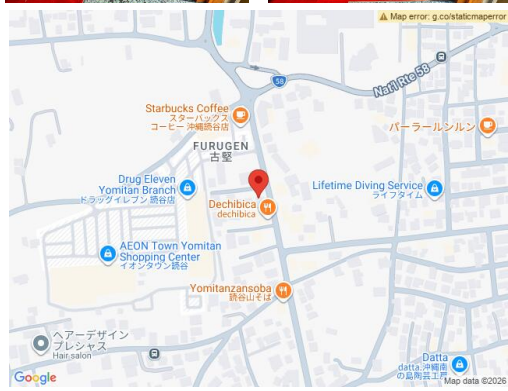 Map error: g.co/staticmaperror
58
Nat'l Rte 58
Starbucks Coffee
スターバックス
コーヒー 沖縄読谷店
パーラールンルン
FURUGEN
古堅
Drug Eleven
Yomitan Branch
ドラッグイレブン 読谷店
Lifetime Diving Service
ライフタイム
Dechibica
dechibica
AEON Town Yomitan
Shopping Center
イオンタウン読谷
Yomitanzansoba
読谷山そば
ヘアーデザイン
プレシャス
Hair salon
Datta
datta.沖縄南
の島陶芸工房
Google
Map data ©2026